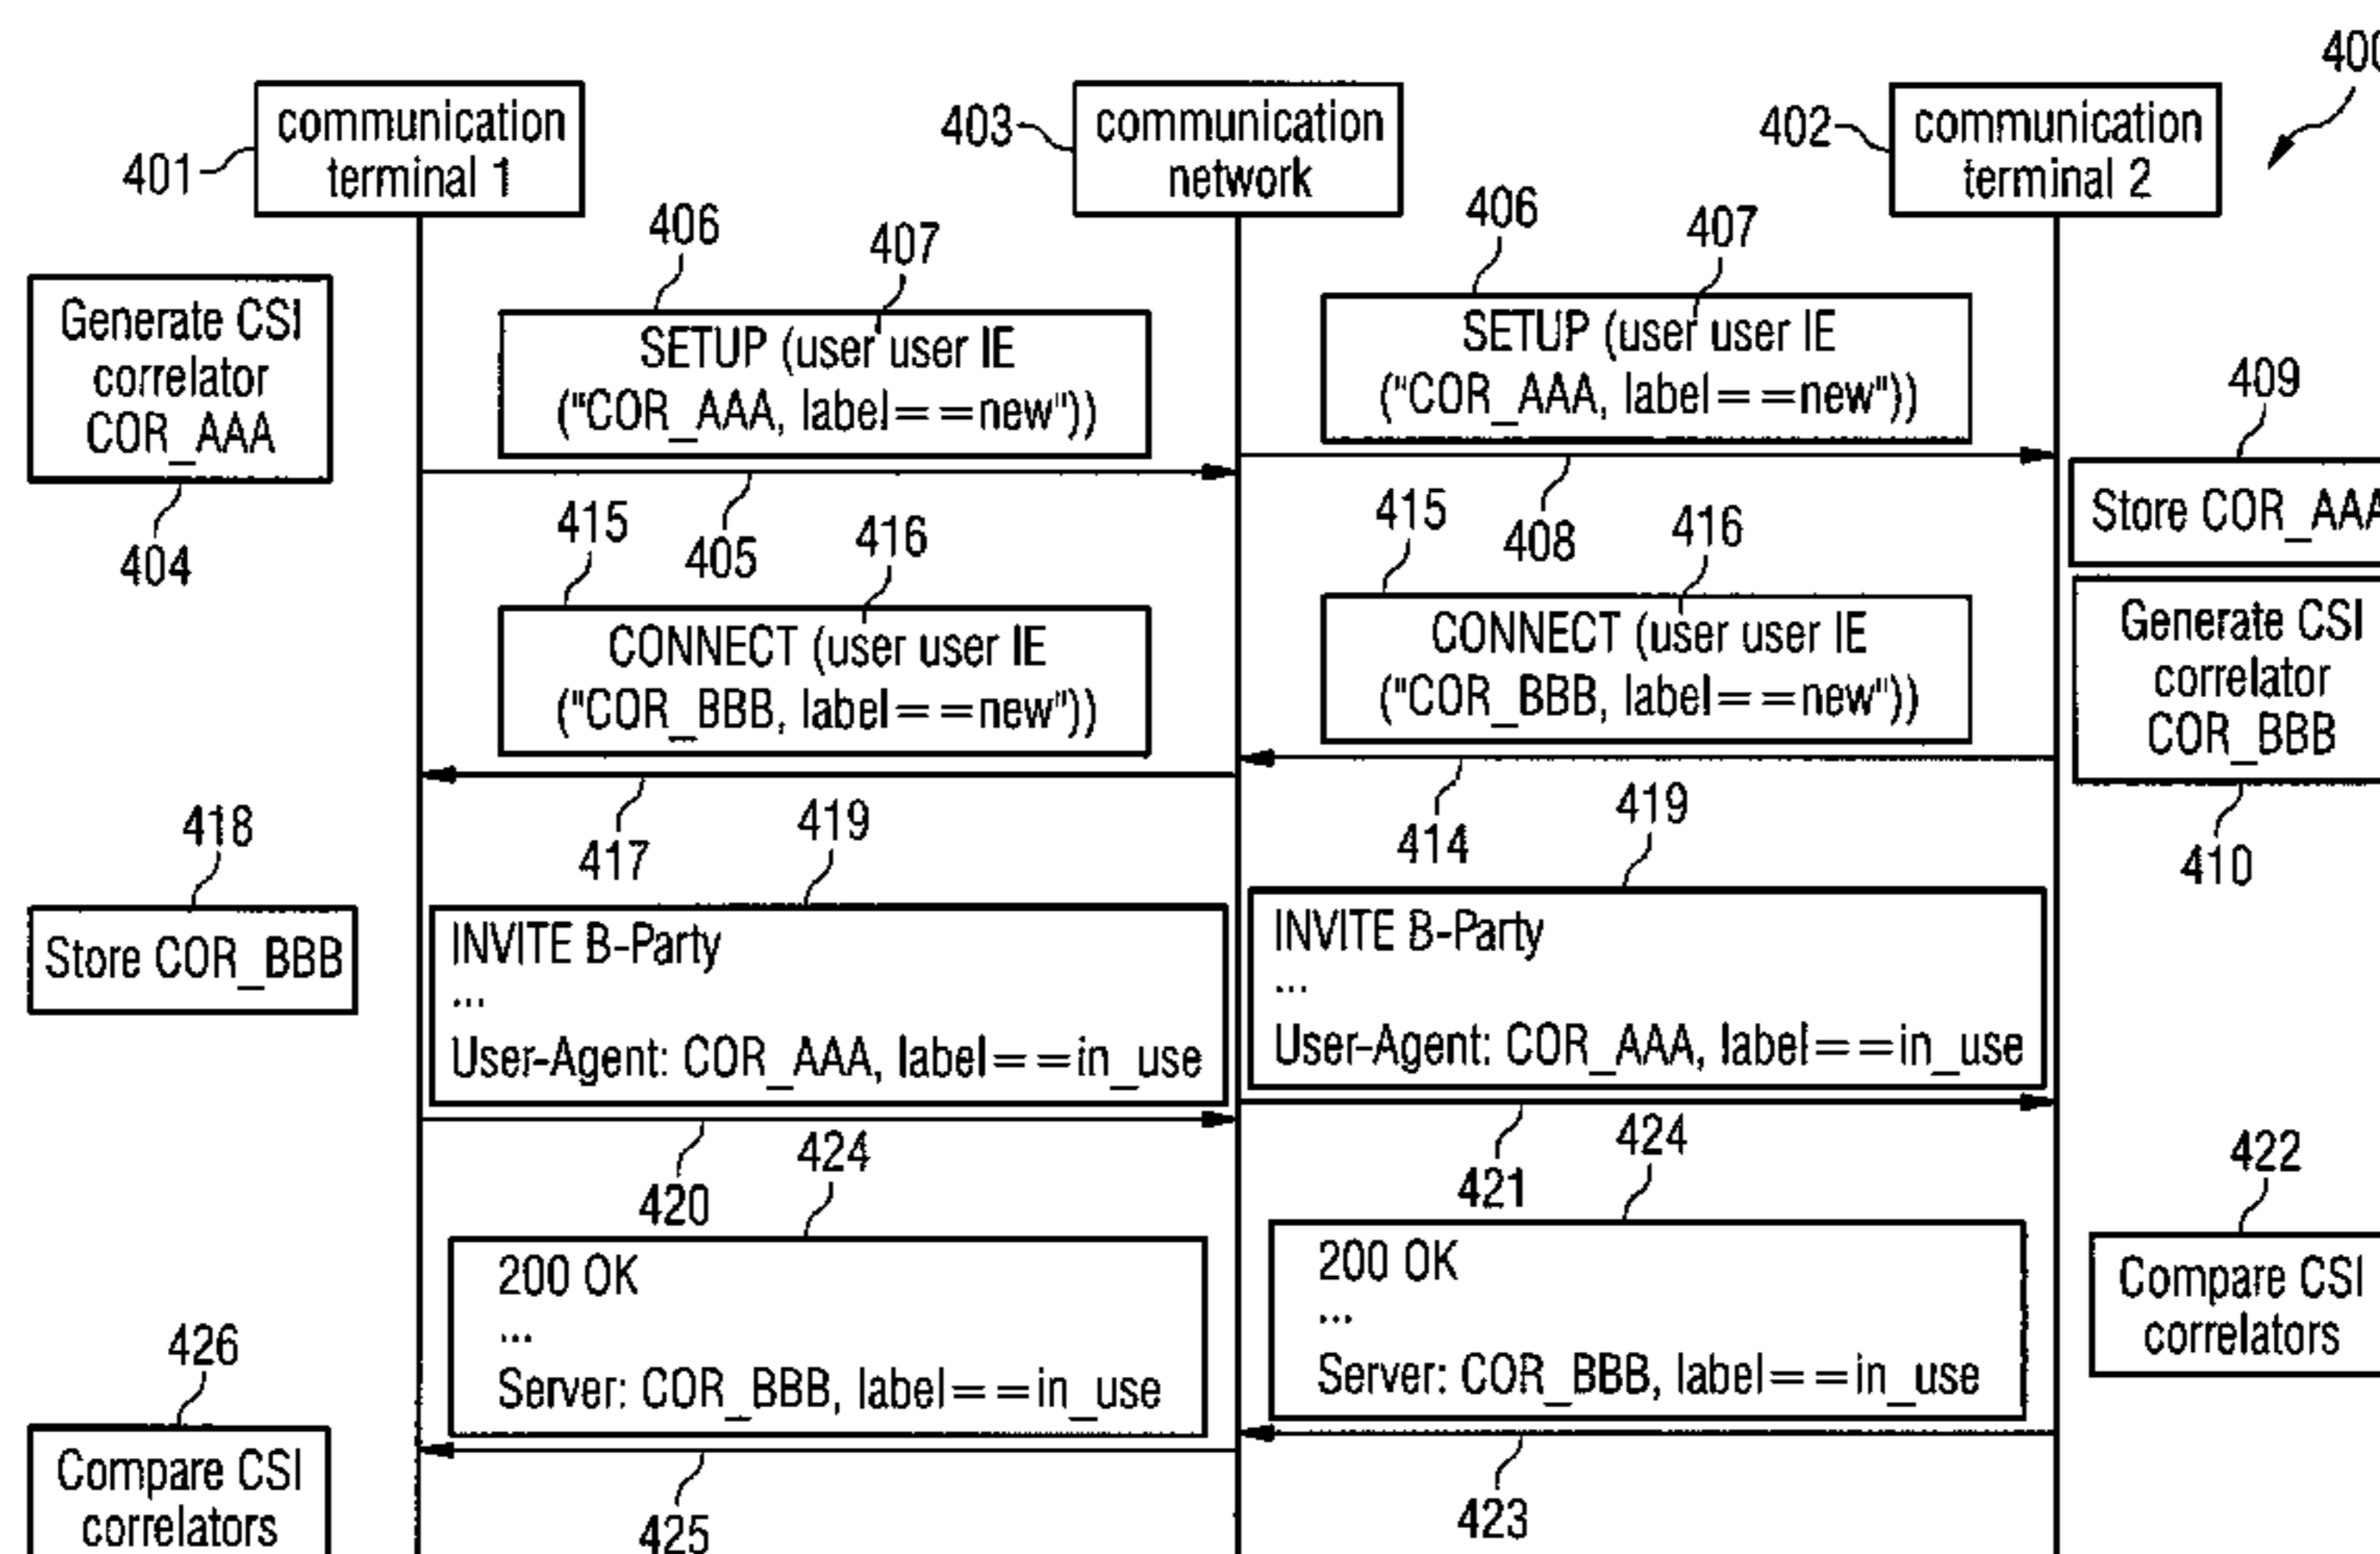 400
communication
terminal 1
401
403
communication
network
402
communication
terminal 2
406
407
406
407
Generate CSI
correlator
COR_AAA
404
SETUP (user user IE
("COR_AAA, label==new"))
405
SETUP (user user IE
("COR_AAA, label==new"))
408
409
Store COR_AAA
415
416
415
416
CONNECT (user user IE
("COR_BBB, label==new"))
417
CONNECT (user user IE
("COR_BBB, label==new"))
414
Generate CSI
correlator
COR_BBB
410
418
Store COR_BBB
419
INVITE B-Party
...
User-Agent: COR_AAA, label==in_use
420
419
INVITE B-Party
...
User-Agent: COR_AAA, label==in_use
421
422
Compare CSI
correlators
424
200 OK
...
Server: COR_BBB, label==in_use
425
424
200 OK
...
Server: COR_BBB, label==in_use
423
426
Compare CSI
correlators